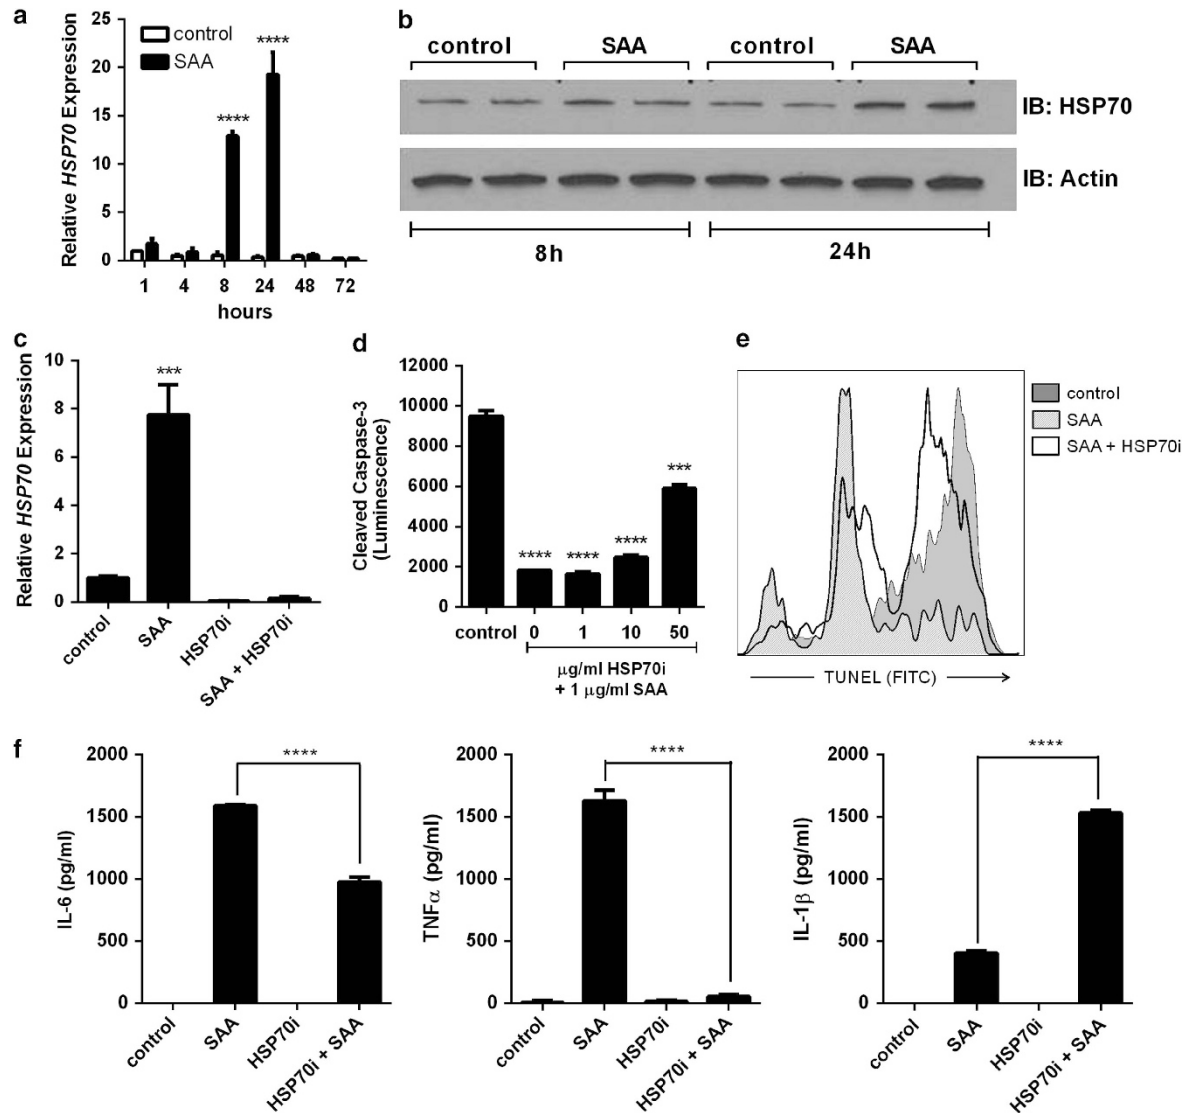 a
25
20
15
10
5
0
Relative HSP70 Expression
control
SAA
****
****
1 4 8 24 48 72
hours
b
control SAA control SAA
IB: HSP70
IB: Actin
8h 24h
c
10
8
6
4
2
0
Relative HSP70 Expression
***
control SAA HSP70i SAA + HSP70i
d
12000
10000
8000
6000
4000
2000
0
Cleaved Caspase-3
(Luminescence)
**** **** **** ***
control 0 1 10 50
μg/ml HSP70i
+ 1 μg/ml SAA
e
control
SAA
SAA + HSP70i
TUNEL (FITC)
f
2000
1500
1000
500
0
IL-6 (pg/ml)
****
control SAA HSP70i HSP70i + SAA
2000
1500
1000
500
0
TNFα (pg/ml)
****
control SAA HSP70i HSP70i + SAA
2000
1500
1000
500
0
IL-1β (pg/ml)
****
control SAA HSP70i HSP70i + SAA